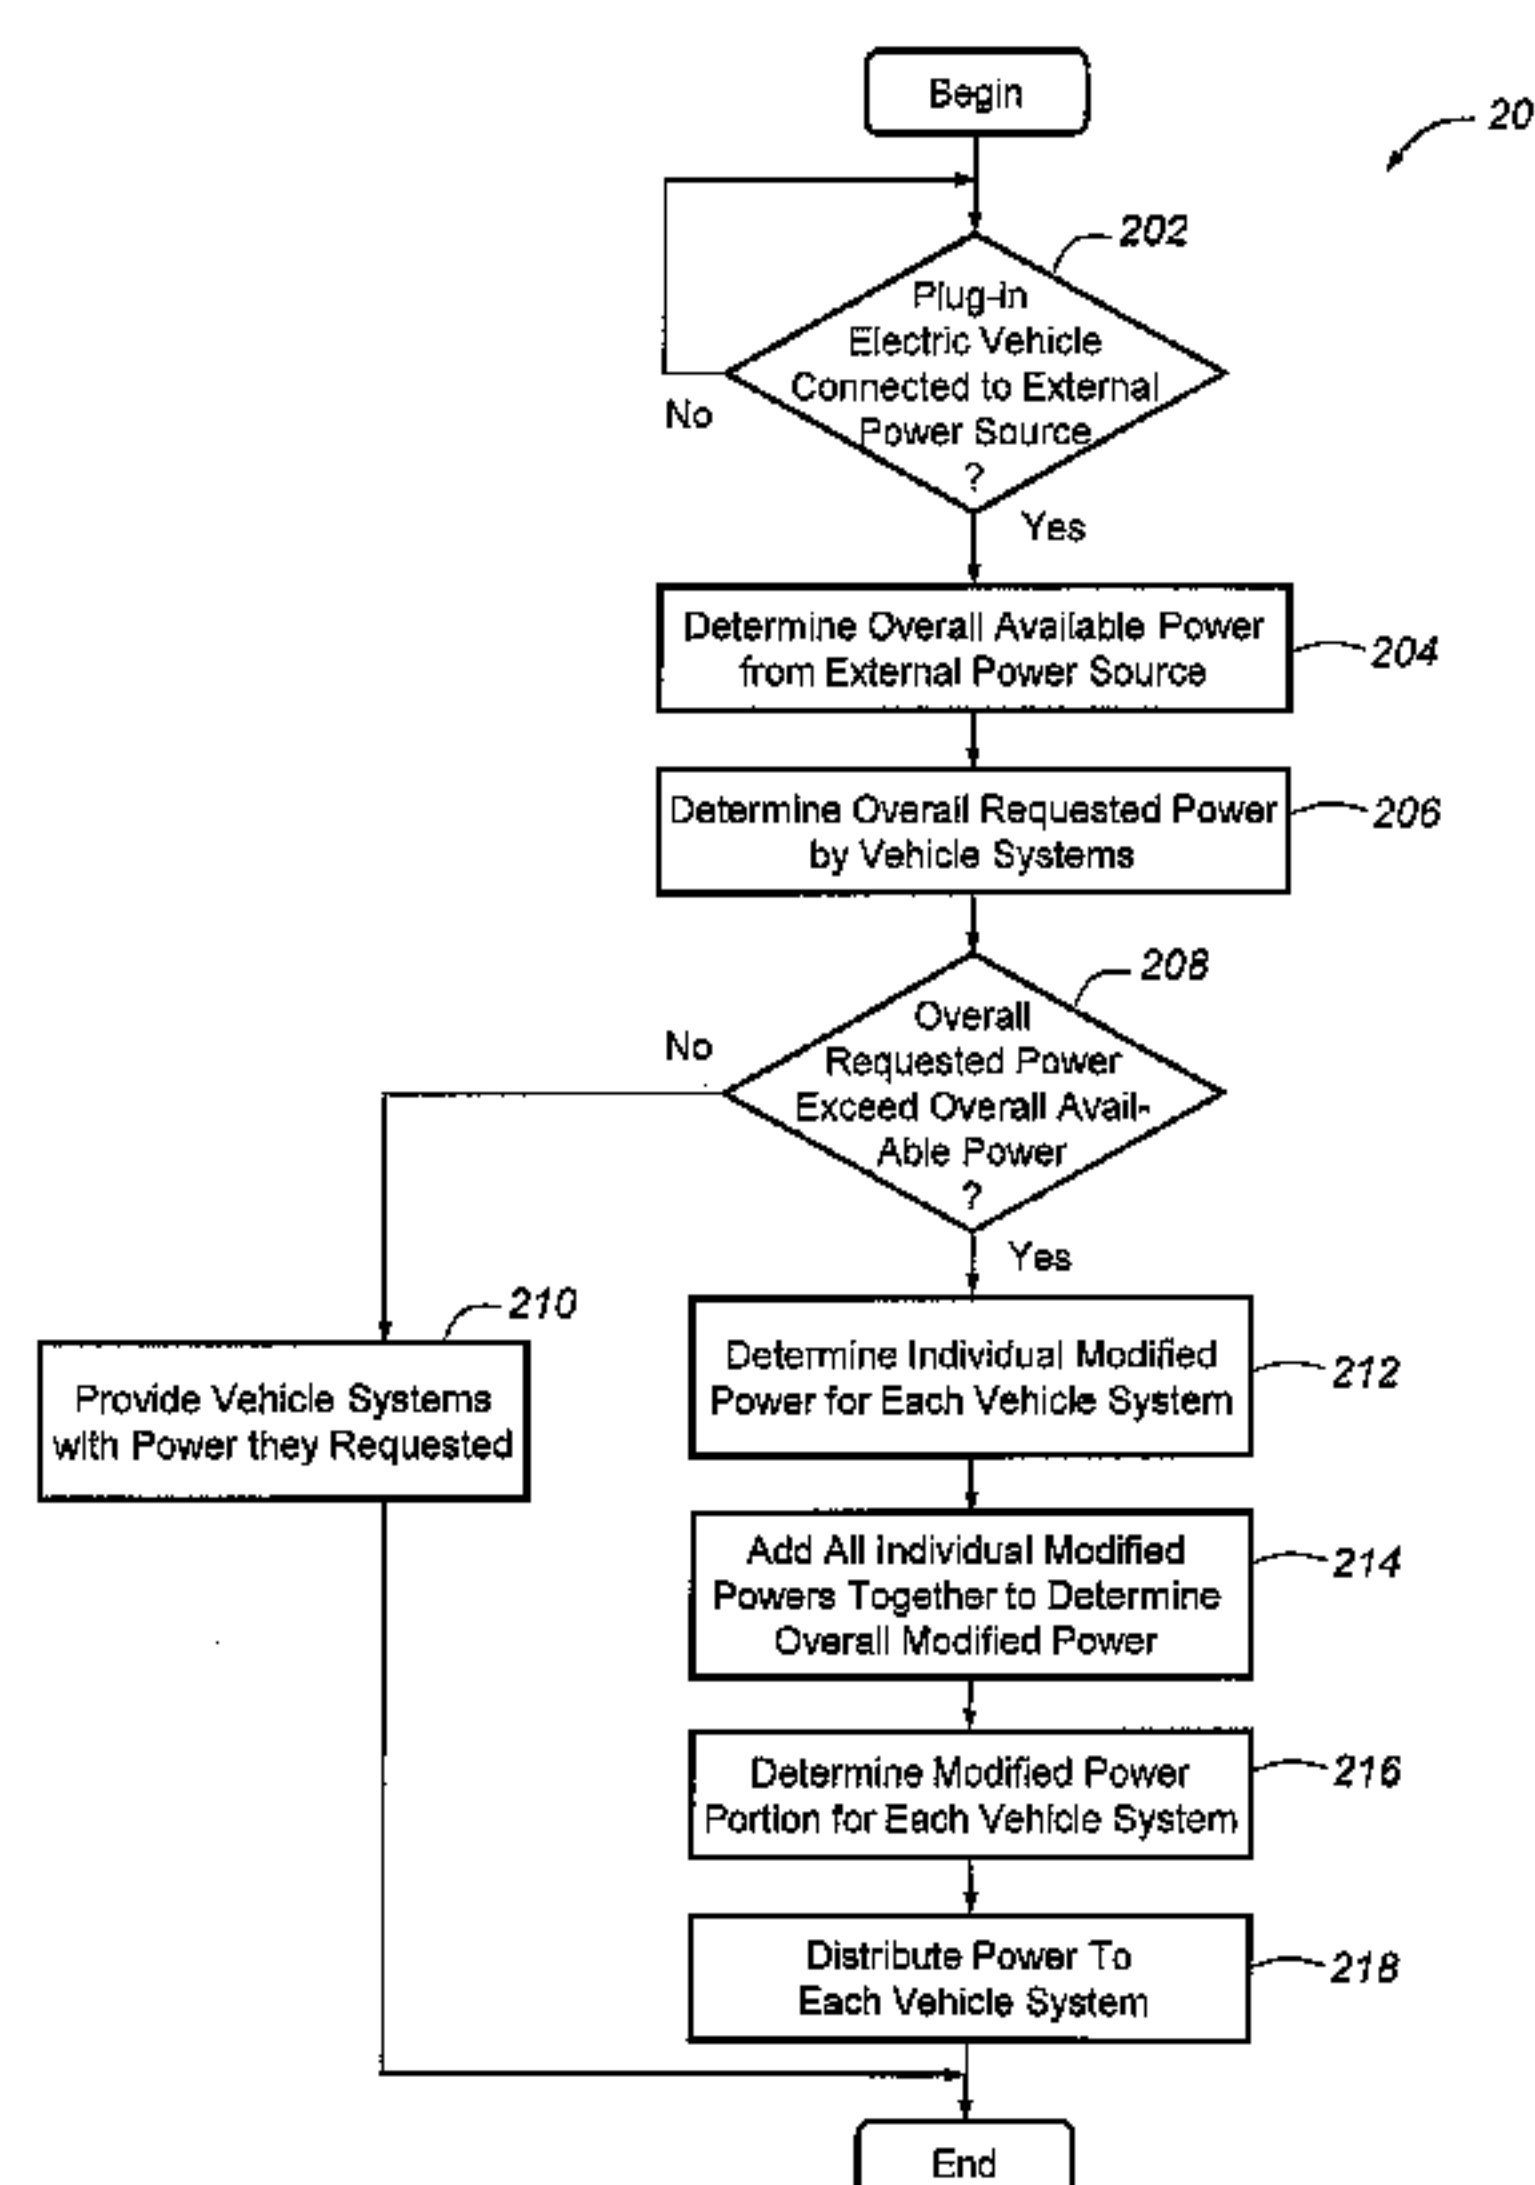 Begin
20
202
Plug-in
Electric Vehicle
Connected to External
Power Source
?
No
Yes
Determine Overall Available Power
from External Power Source
204
Determine Overall Requested Power
by Vehicle Systems
206
208
Overall
Requested Power
Exceed Overall Avail-
Able Power
?
No
Yes
210
Provide Vehicle Systems
with Power they Requested
Determine Individual Modified
Power for Each Vehicle System
212
Add All Individual Modified
Powers Together to Determine
Overall Modified Power
214
Determine Modified Power
Portion for Each Vehicle System
216
Distribute Power To
Each Vehicle System
218
End